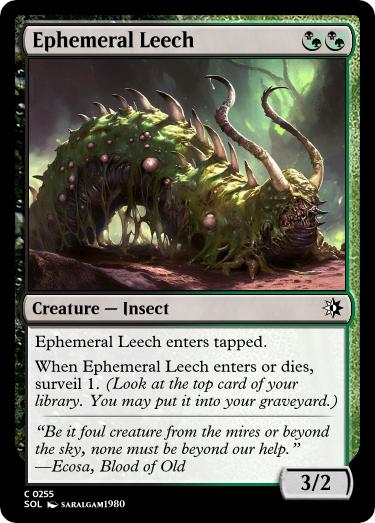 Ephemeral Leech
Creature — Insect
Ephemeral Leech enters tapped.
When Ephemeral Leech enters or dies,
surveil 1. (Look at the top card of your
library. You may put it into your graveyard.)
“Be it foul creature from the mires or beyond
the sky, none must be beyond our help.”
—Ecosa, Blood of Old
3/2
C 0255
SOL SARALGAM1980